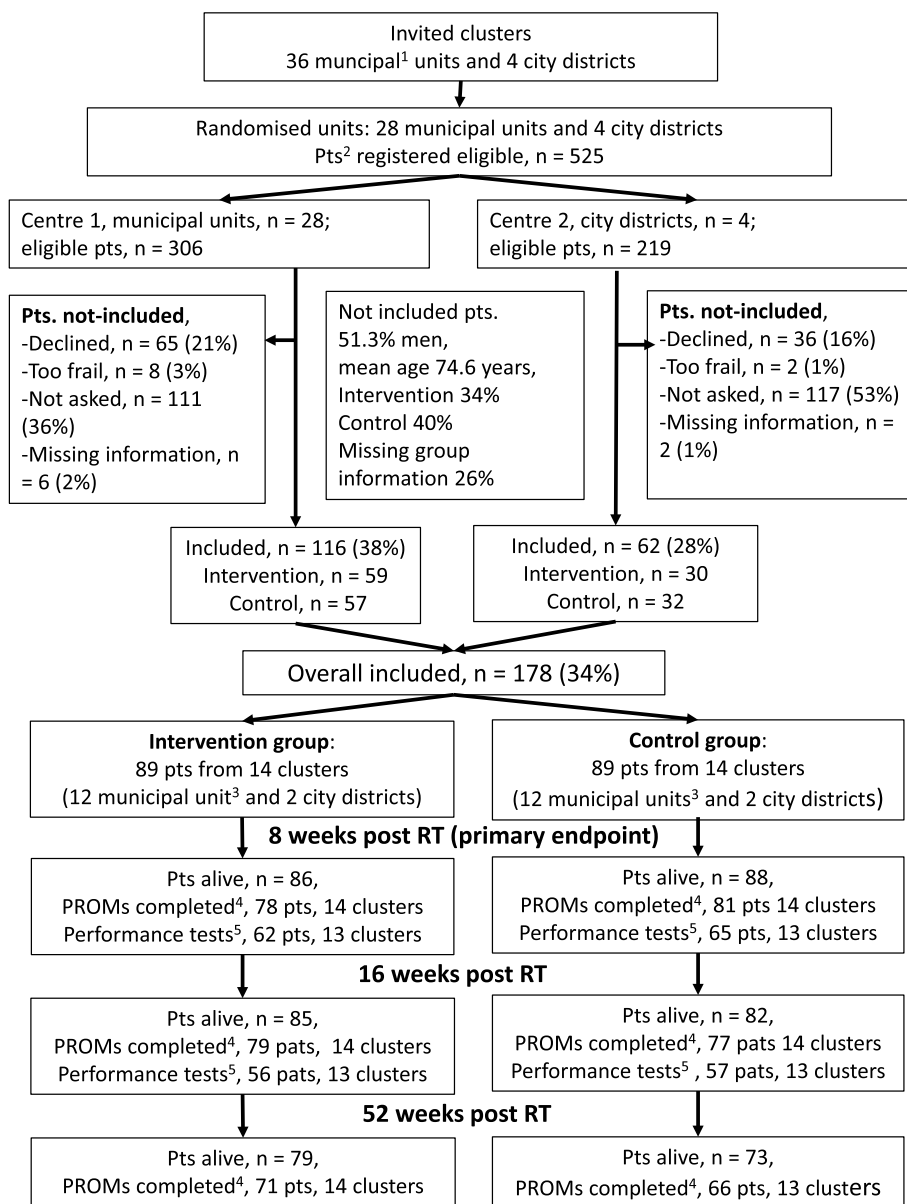 Invited clusters
36 muncipal¹ units and 4 city districts
Randomised units: 28 municipal units and 4 city districts
Pts² registered eligible, n = 525
Centre 1, municipal units, n = 28;
eligible pts, n = 306
Centre 2, city districts, n = 4;
eligible pts, n = 219
Pts. not-included,
-Declined, n = 65 (21%)
-Too frail, n = 8 (3%)
-Not asked, n = 111
(36%)
-Missing information, n
= 6 (2%)
Not included pts.
51.3% men,
mean age 74.6 years,
Intervention 34%
Control 40%
Missing group
information 26%
Pts. not-included,
-Declined, n = 36 (16%)
-Too frail, n = 2 (1%)
-Not asked, n = 117 (53%)
-Missing information, n =
2 (1%)
Included, n = 116 (38%)
Intervention, n = 59
Control, n = 57
Included, n = 62 (28%)
Intervention, n = 30
Control, n = 32
Overall included, n = 178 (34%)
Intervention group:
89 pts from 14 clusters
(12 municipal unit³ and 2 city districts)
Control group:
89 pts from 14 clusters
(12 municipal units³ and 2 city districts)
8 weeks post RT (primary endpoint)
Pts alive, n = 86,
PROMs completed⁴, 78 pts, 14 clusters
Performance tests⁵, 62 pts, 13 clusters
Pts alive, n = 88,
PROMs completed⁴, 81 pts 14 clusters
Performance tests⁵, 65 pts, 13 clusters
16 weeks post RT
Pts alive, n = 85,
PROMs completed⁴, 79 pats, 14 clusters
Performance tests⁵, 56 pats, 13 clusters
Pts alive, n = 82,
PROMs completed⁴, 77 pats 14 clusters
Performance tests⁵ , 57 pats, 13 clusters
52 weeks post RT
Pts alive, n = 79,
PROMs completed⁴, 71 pts, 14 clusters
Pts alive, n = 73,
PROMs completed⁴, 66 pts, 13 clusters